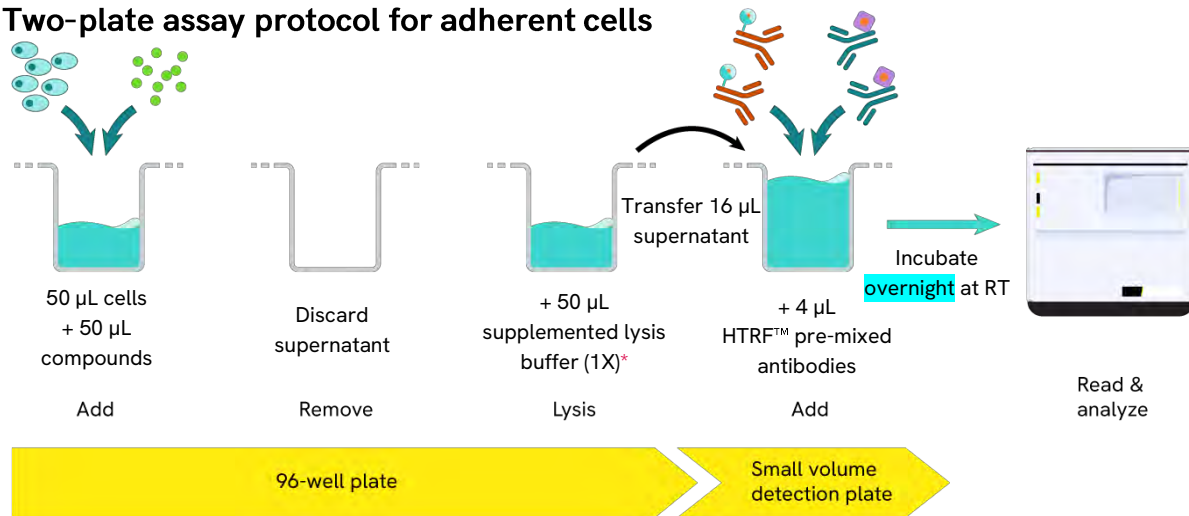 Two-plate assay protocol for adherent cells
50 µL cells
+ 50 µL
compounds
Add
Discard
supernatant
Remove
+ 50 µL
supplemented lysis
buffer (1X)*
Lysis
Transfer 16 µL
supernatant
+ 4 µL
HTRF™ pre-mixed
antibodies
Add
Incubate
overnight at RT
Read &
analyze
96-well plate
Small volume
detection plate